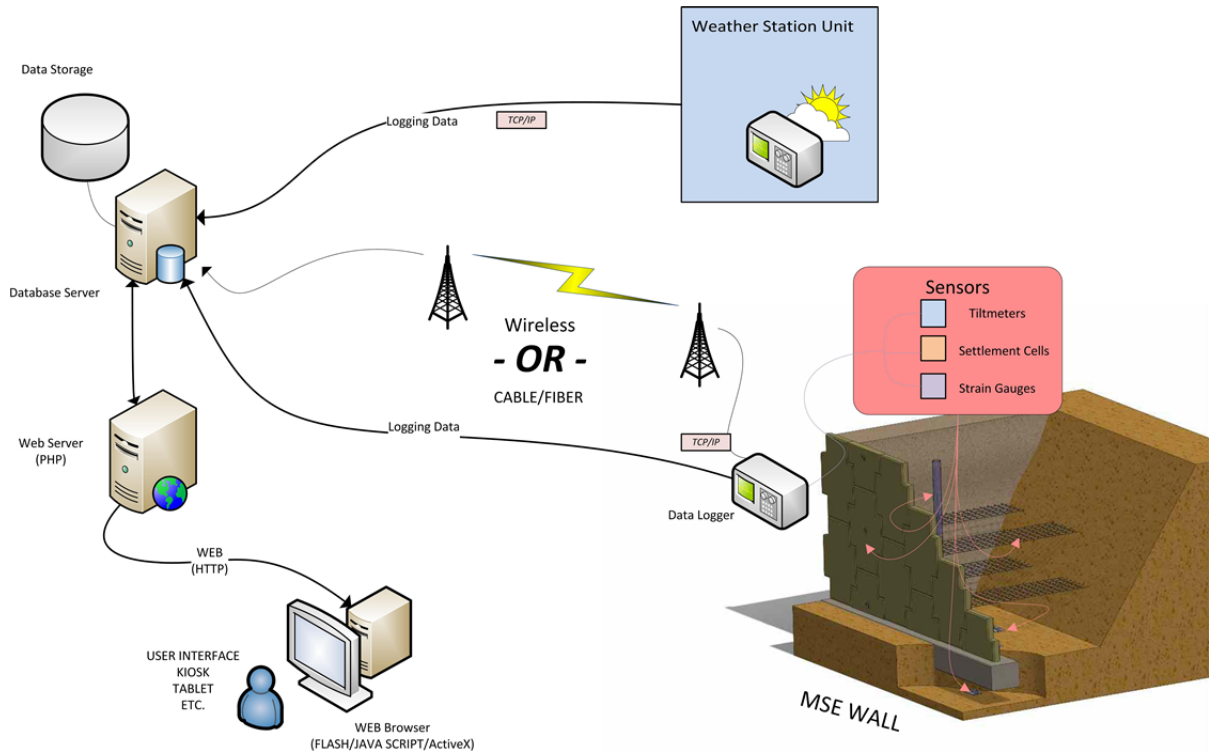 Weather Station Unit
Data Storage
Logging Data
TCP/IP
Database Server
Wireless
- OR -
CABLE/FIBER
Sensors
Tiltmeters
Settlement Cells
Strain Gauges
Logging Data
TCP/IP
Data Logger
Web Server
(PHP)
WEB
(HTTP)
USER INTERFACE
KIOSK
TABLET
ETC.
WEB Browser
(FLASH/JAVA SCRIPT/ActiveX)
MSE WALL